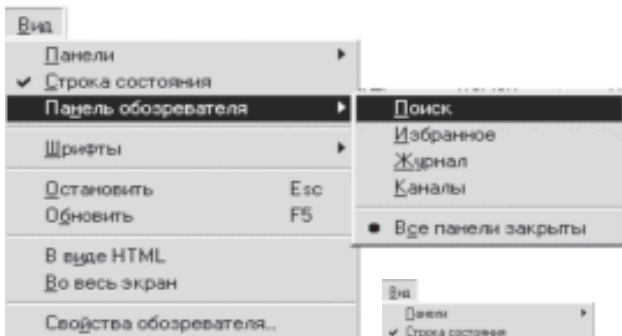 Вид
Панели
Строка состояния
Панель обозревателя
Шрифты
Остановить Esc
Обновить F5
В виде HTML
Во весь экран
Свойства обозревателя...
Поиск
Избранное
Журнал
Каналы
Все панели закрыты
Вид
Панели
Строка состояния